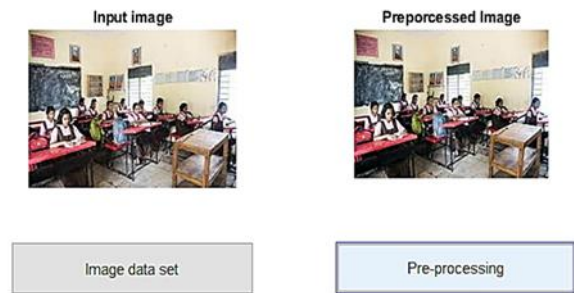 Input image
Preporcessed Image
Image data set
Pre-processing